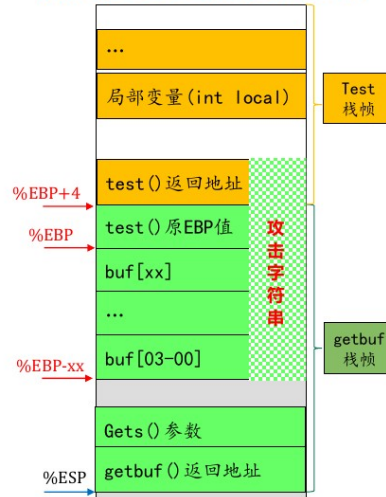 …
局部变量(int local)
Test
栈帧
test()返回地址
%EBP+4
test()原EBP值
%EBP
攻击字符串
buf[xx]
…
getbuf
栈帧
buf[03-00]
%EBP-xx
Gets()参数
getbuf()返回地址
%ESP